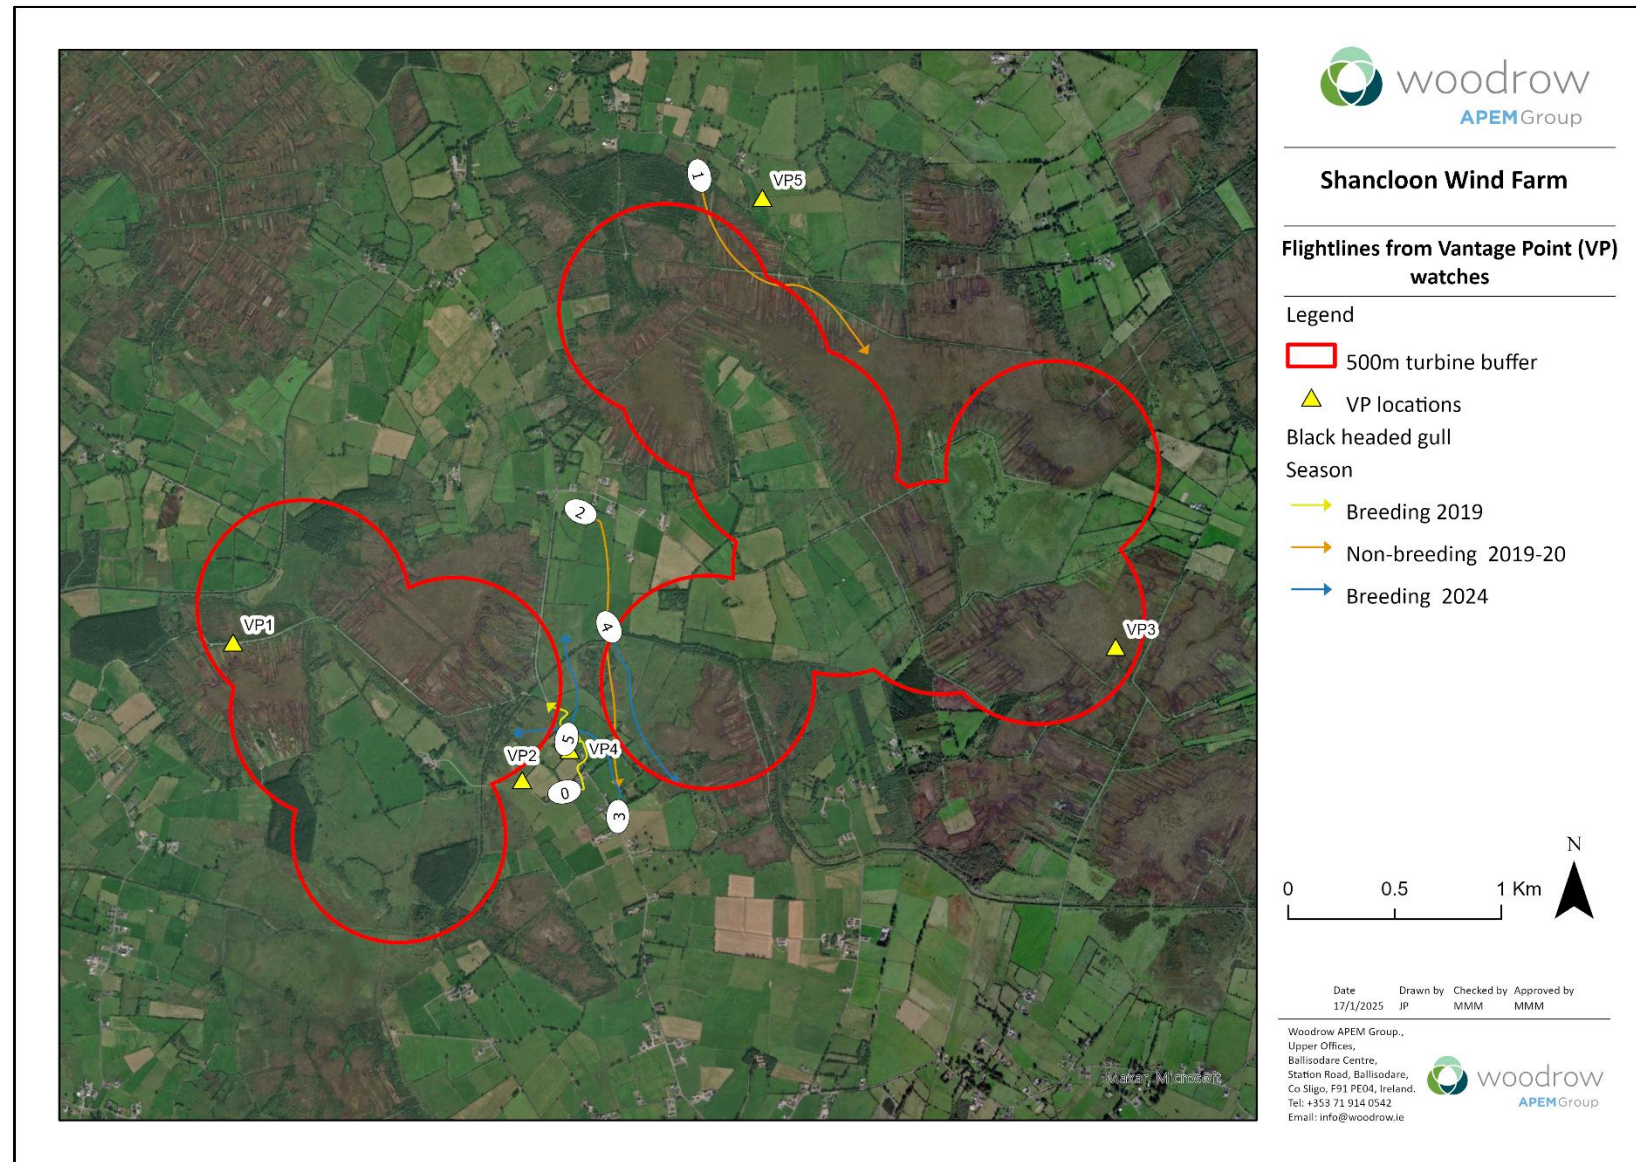 woodrow
APEM Group
Shancloon Wind Farm
Flightlines from Vantage Point (VP)
watches
Legend
500m turbine buffer
VP locations
Black headed gull
Season
Breeding 2019
Non-breeding 2019-20
Breeding 2024
1
VP5
2
4
VP1
VP3
5
VP4
VP2
0
3
Maxar, Microsoft
N
0 0.5 1 Km
Date Drawn by Checked by Approved by
17/1/2025 JP MMM MMM
Woodrow APEM Group.,
Upper Offices,
Ballisodare Centre,
Station Road, Ballisodare,
Co Sligo, F91 PE04, Ireland.
Tel: +353 71 914 0542
Email: info@woodrow.ie
woodrow
APEM Group